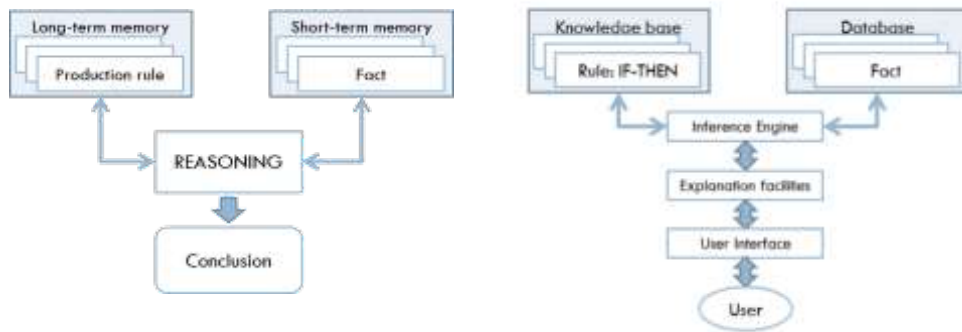 Long-term memory
Production rule
Short-term memory
Fact
REASONING
Conclusion
Knowledge base
Rule: IF-THEN
Database
Fact
Inference Engine
Explanation facilities
User Interface
User